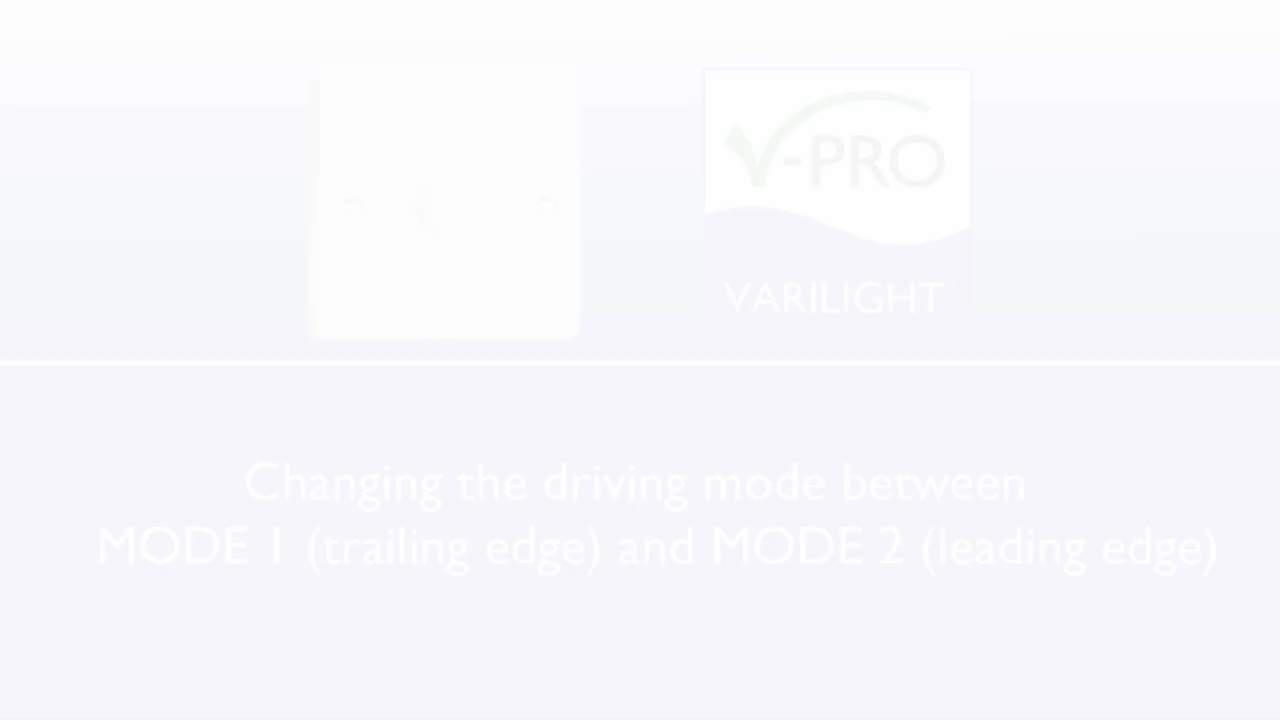 V-PRO
VARILIGHT
Changing the driving mode between
MODE 1 (trailing edge) and MODE 2 (leading edge)